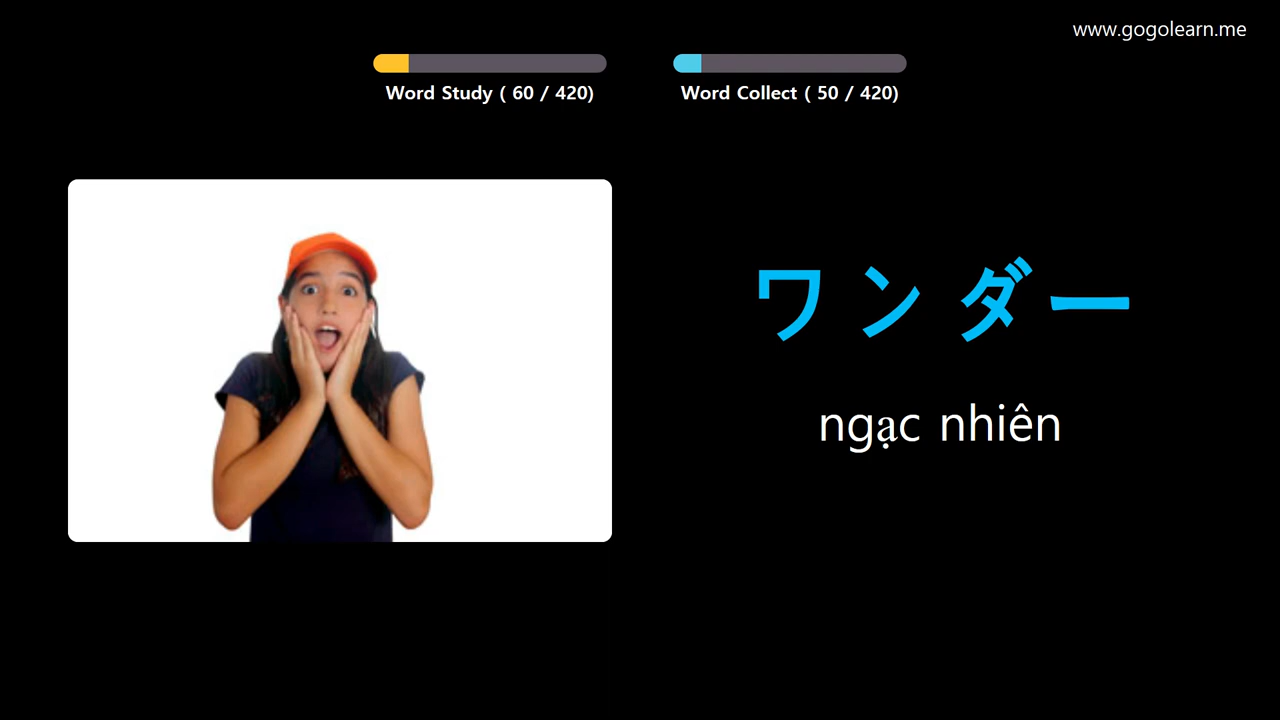 www.gogolearn.me
Word Study ( 60 / 420)
Word Collect ( 50 / 420)
ワンダー
ngạc nhiên